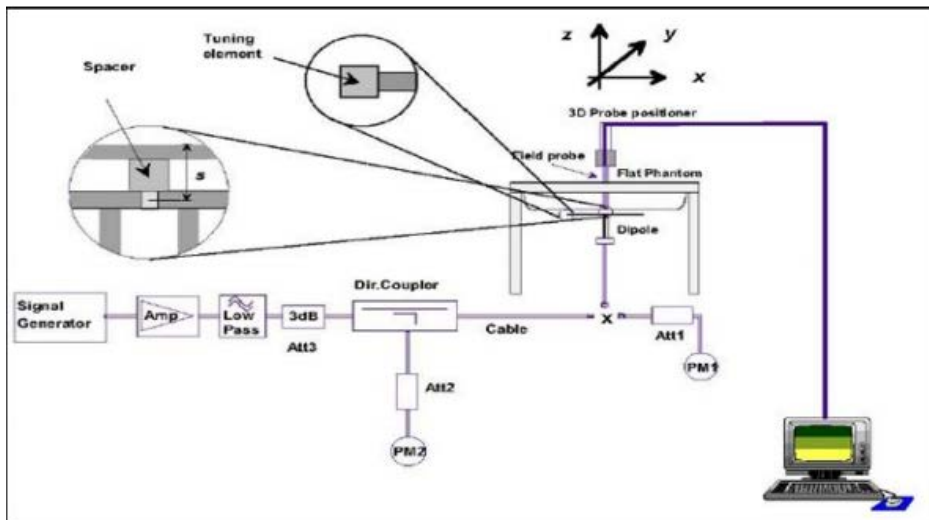 Tuning
element
Spacer
z
y
x
s
3D Probe positioner
Field probe
Flat Phantom
Dipole
Signal
Generator
Amp
Low
Pass
3dB
Att3
Dir.Coupler
Cable
x
Att1
PM1
Att2
PM2